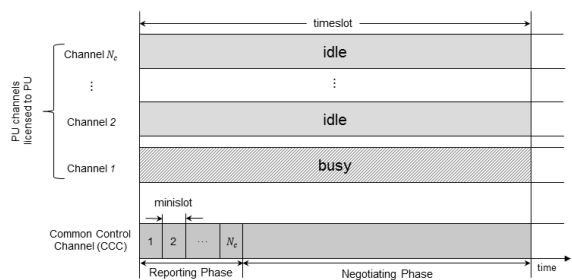 timeslot
Channel N_c
idle
⋮
⋮
PU channels
licensed to PU
Channel 2
idle
Channel 1
busy
minislot
Common Control
Channel (CCC)
1 2 ⋯ N_c
time
Reporting Phase
Negotiating Phase